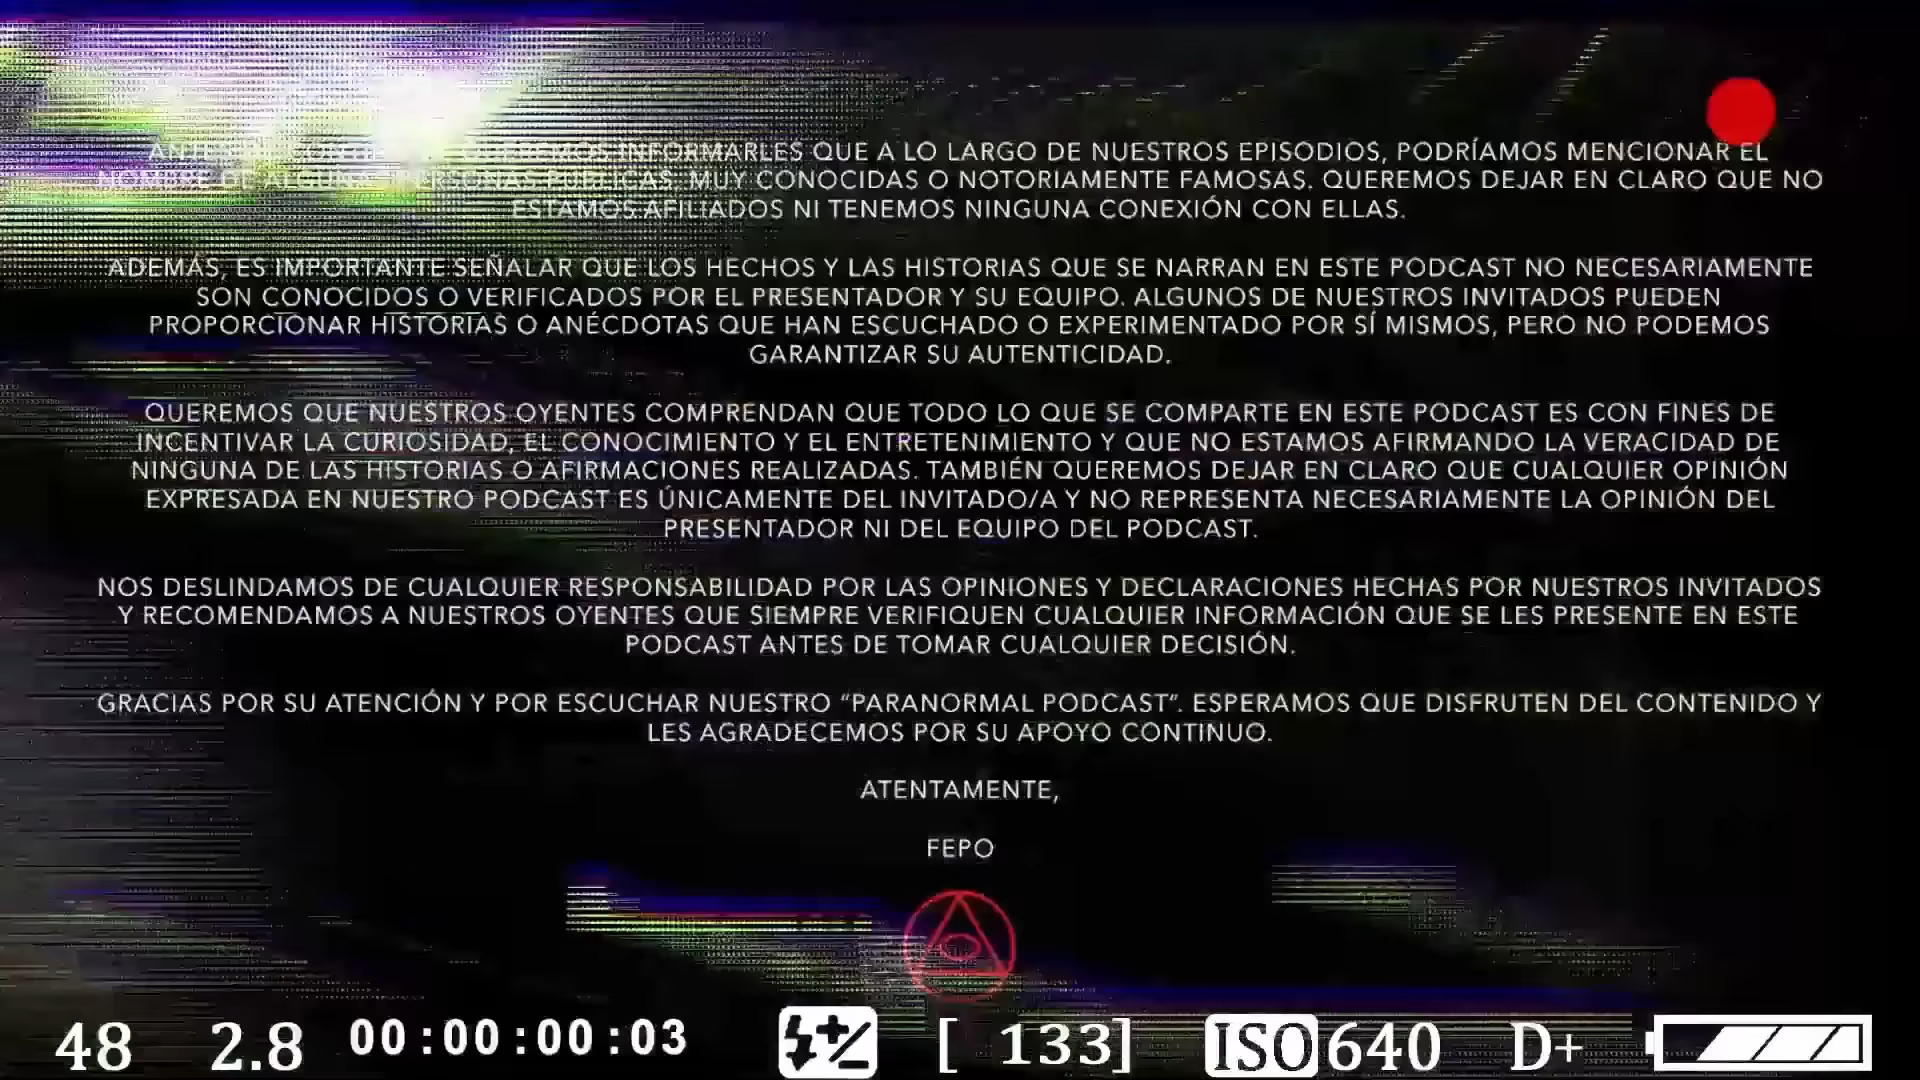 QUEREMOS INFORMARLES QUE A LO LARGO DE NUESTROS EPISODIOS, PODRÍAMOS MENCIONAR EL
PERSONAS PÚBLICAS, MUY CONOCIDAS O NOTORIAMENTE FAMOSAS. QUEREMOS DEJAR EN CLARO QUE NO
ESTAMOS AFILIADOS NI TENEMOS NINGUNA CONEXIÓN CON ELLAS.
ADEMÁS, ES IMPORTANTE SEÑALAR QUE LOS HECHOS Y LAS HISTORIAS QUE SE NARRAN EN ESTE PODCAST NO NECESARIAMENTE
SON CONOCIDOS O VERIFICADOS POR EL PRESENTADOR Y SU EQUIPO. ALGUNOS DE NUESTROS INVITADOS PUEDEN
PROPORCIONAR HISTORIAS O ANÉCDOTAS QUE HAN ESCUCHADO O EXPERIMENTADO POR SÍ MISMOS, PERO NO PODEMOS
GARANTIZAR SU AUTENTICIDAD.
QUEREMOS QUE NUESTROS OYENTES COMPRENDAN QUE TODO LO QUE SE COMPARTE EN ESTE PODCAST ES CON FINES DE
INCENTIVAR LA CURIOSIDAD, EL CONOCIMIENTO Y EL ENTRETENIMIENTO Y QUE NO ESTAMOS AFIRMANDO LA VERACIDAD DE
NINGUNA DE LAS HISTORIAS O AFIRMACIONES REALIZADAS. TAMBIÉN QUEREMOS DEJAR EN CLARO QUE CUALQUIER OPINIÓN
EXPRESADA EN NUESTRO PODCAST ES ÚNICAMENTE DEL INVITADO/A Y NO REPRESENTA NECESARIAMENTE LA OPINIÓN DEL
PRESENTADOR NI DEL EQUIPO DEL PODCAST.
NOS DESLINDAMOS DE CUALQUIER RESPONSABILIDAD POR LAS OPINIONES Y DECLARACIONES HECHAS POR NUESTROS INVITADOS
Y RECOMENDAMOS A NUESTROS OYENTES QUE SIEMPRE VERIFIQUEN CUALQUIER INFORMACIÓN QUE SE LES PRESENTE EN ESTE
PODCAST ANTES DE TOMAR CUALQUIER DECISIÓN.
GRACIAS POR SU ATENCIÓN Y POR ESCUCHAR NUESTRO “PARANORMAL PODCAST”. ESPERAMOS QUE DISFRUTEN DEL CONTENIDO Y
LES AGRADECEMOS POR SU APOYO CONTINUO.
ATENTAMENTE,
FEPO
48 2.8 00:00:00:03 [ 133] ISO 640 D+